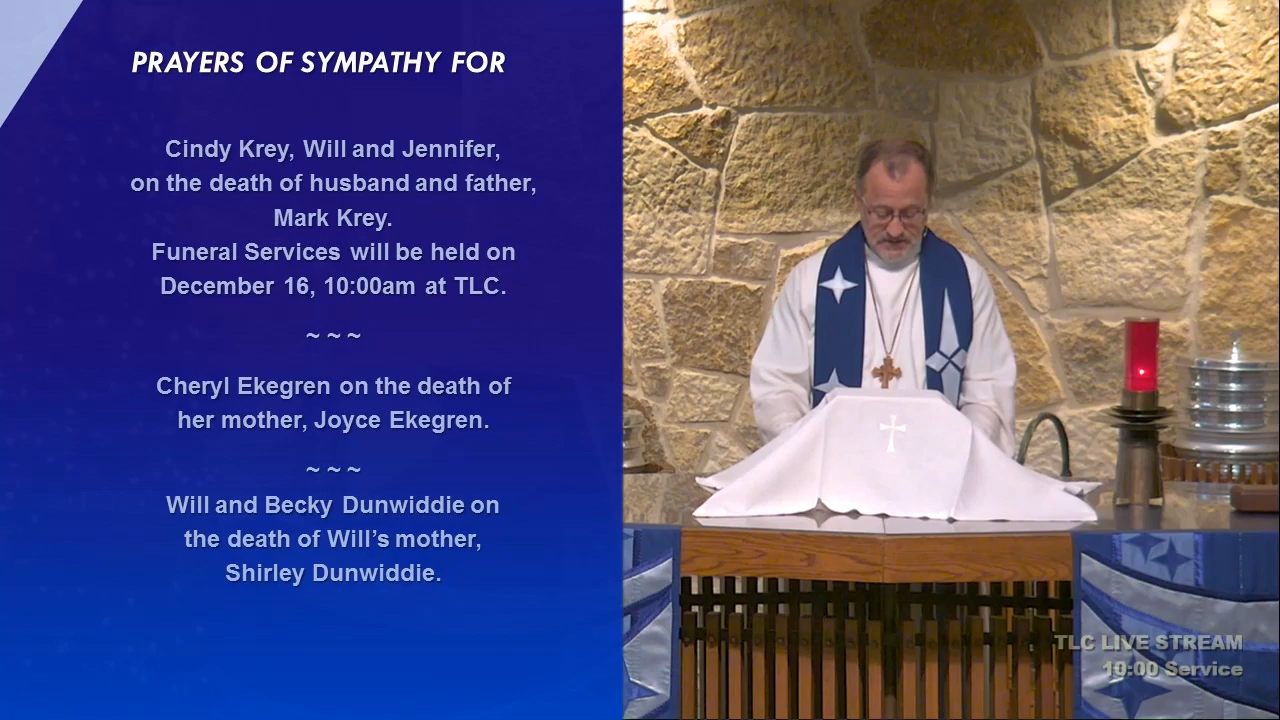 PRAYERS OF SYMPATHY FOR
Cindy Krey, Will and Jennifer,
on the death of husband and father,
Mark Krey.
Funeral Services will be held on
December 16, 10:00am at TLC.
~ ~ ~
Cheryl Ekegren on the death of
her mother, Joyce Ekegren.
~ ~ ~
Will and Becky Dunwiddie on
the death of Will’s mother,
Shirley Dunwiddie.
TLC LIVE STREAM
10:00 Service